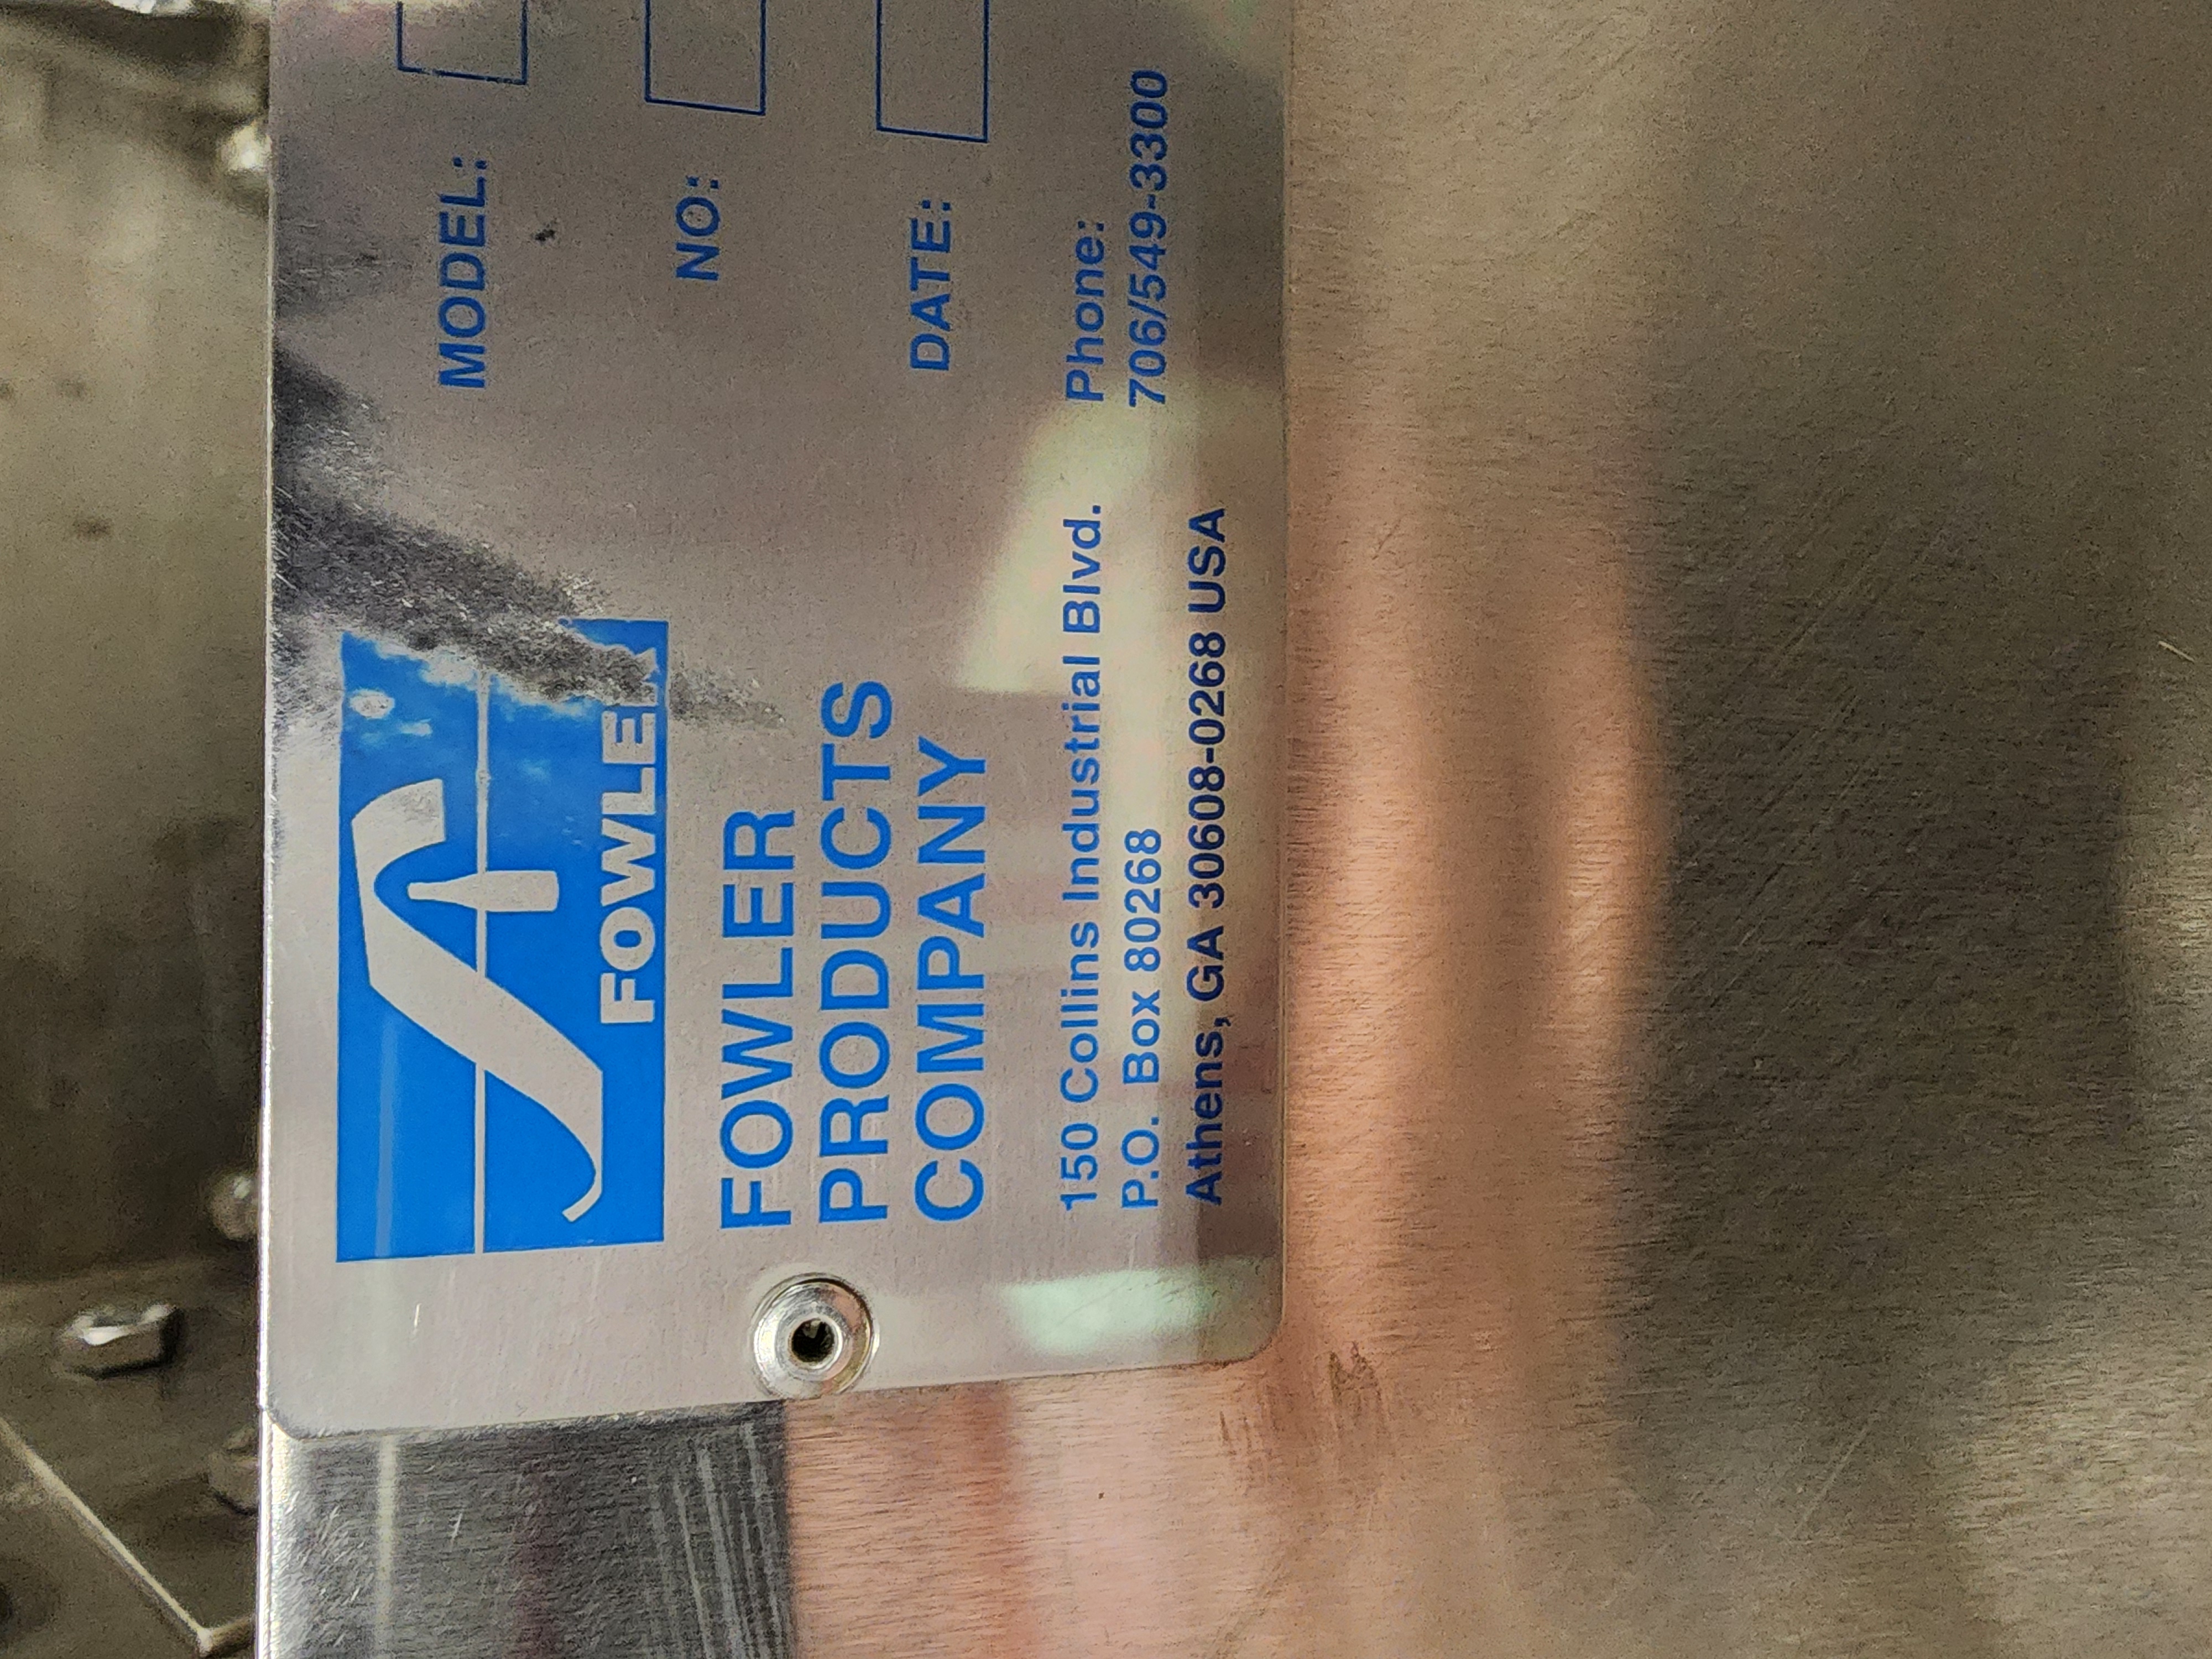 FOWLER
FOWLER
PRODUCTS
COMPANY
150 Collins Industrial Blvd.
P.O. Box 80268
Athens, GA 30608-0268 USA
MODEL:
NO:
DATE:
Phone:
706/549-3300